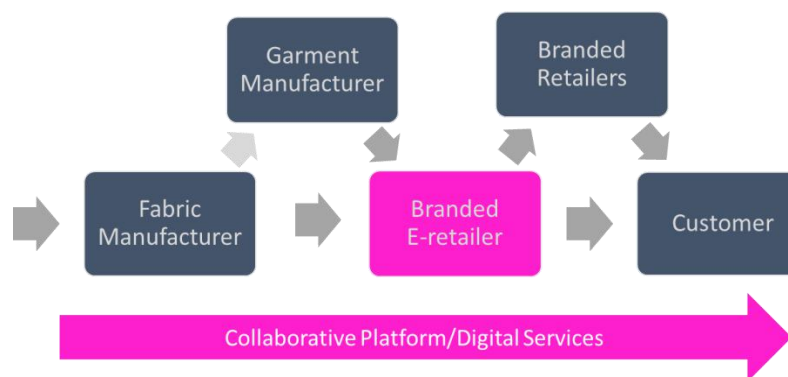 Garment
Manufacturer
Branded
Retailers
Fabric
Manufacturer
Branded
E-retailer
Customer
Collaborative Platform/Digital Services